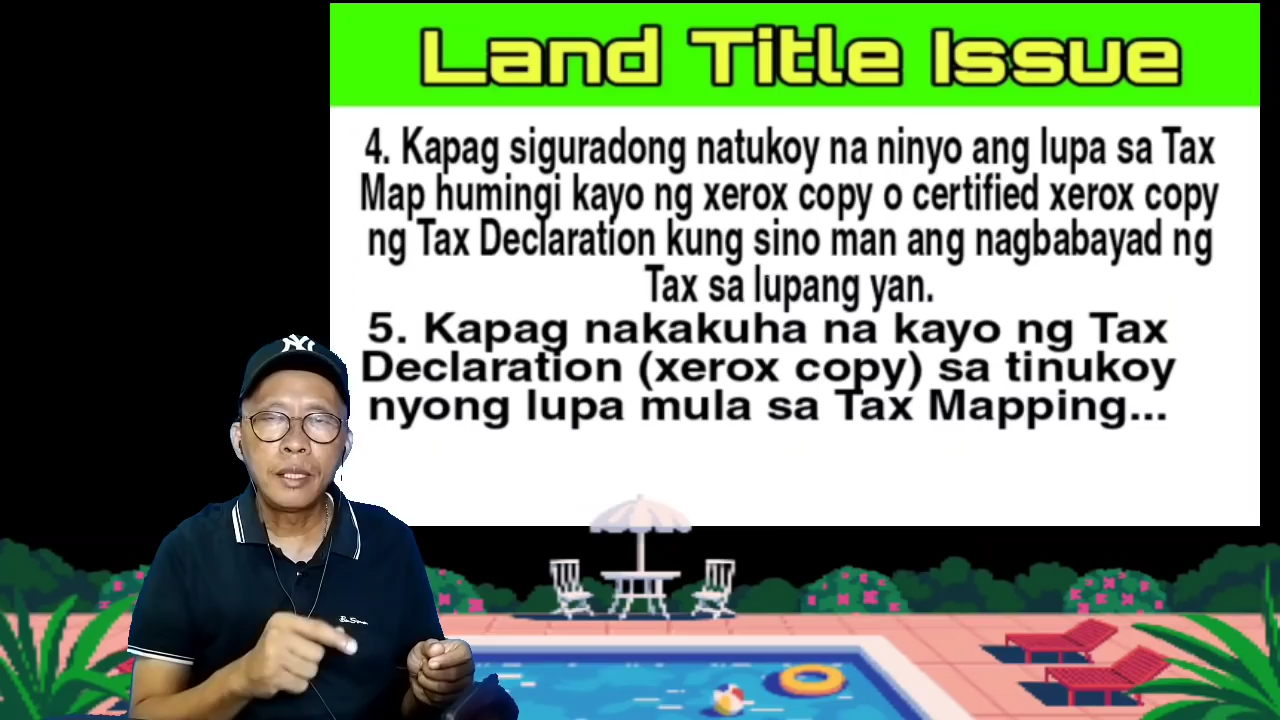 Land Title Issue
4. Kapag siguradong natukoy na ninyo ang lupa sa Tax
Map humingi kayo ng xerox copy o certified xerox copy
ng Tax Declaration kung sino man ang nagbabayad ng
Tax sa lupang yan.
5. Kapag nakakuha na kayo ng Tax
Declaration (xerox copy) sa tinukoy
nyong lupa mula sa Tax Mapping...
NY